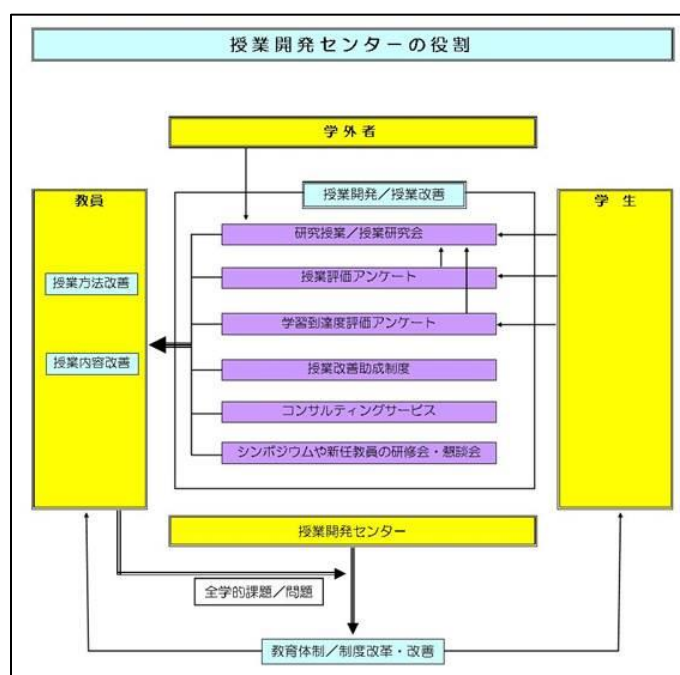 授業開発センターの役割
学外者
教員
授業開発／授業改善
学 生
研究授業／授業研究会
授業評価アンケート
授業方法改善
学習到達度評価アンケート
授業内容改善
授業改善助成制度
コンサルティングサービス
シンポジウムや新任教員の研修会・懇談会
授業開発センター
全学的課題／問題
教育体制／制度改革・改善